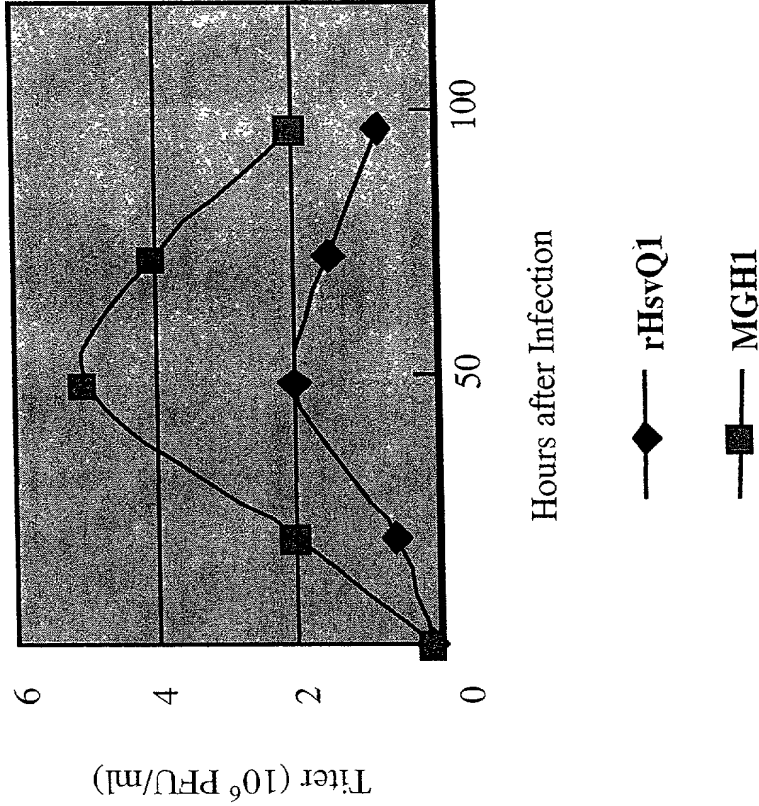 Titer (10⁶ PFU/ml)
6
4
2
0
50
100
Hours after Infection
rHsvQ1
MGH1